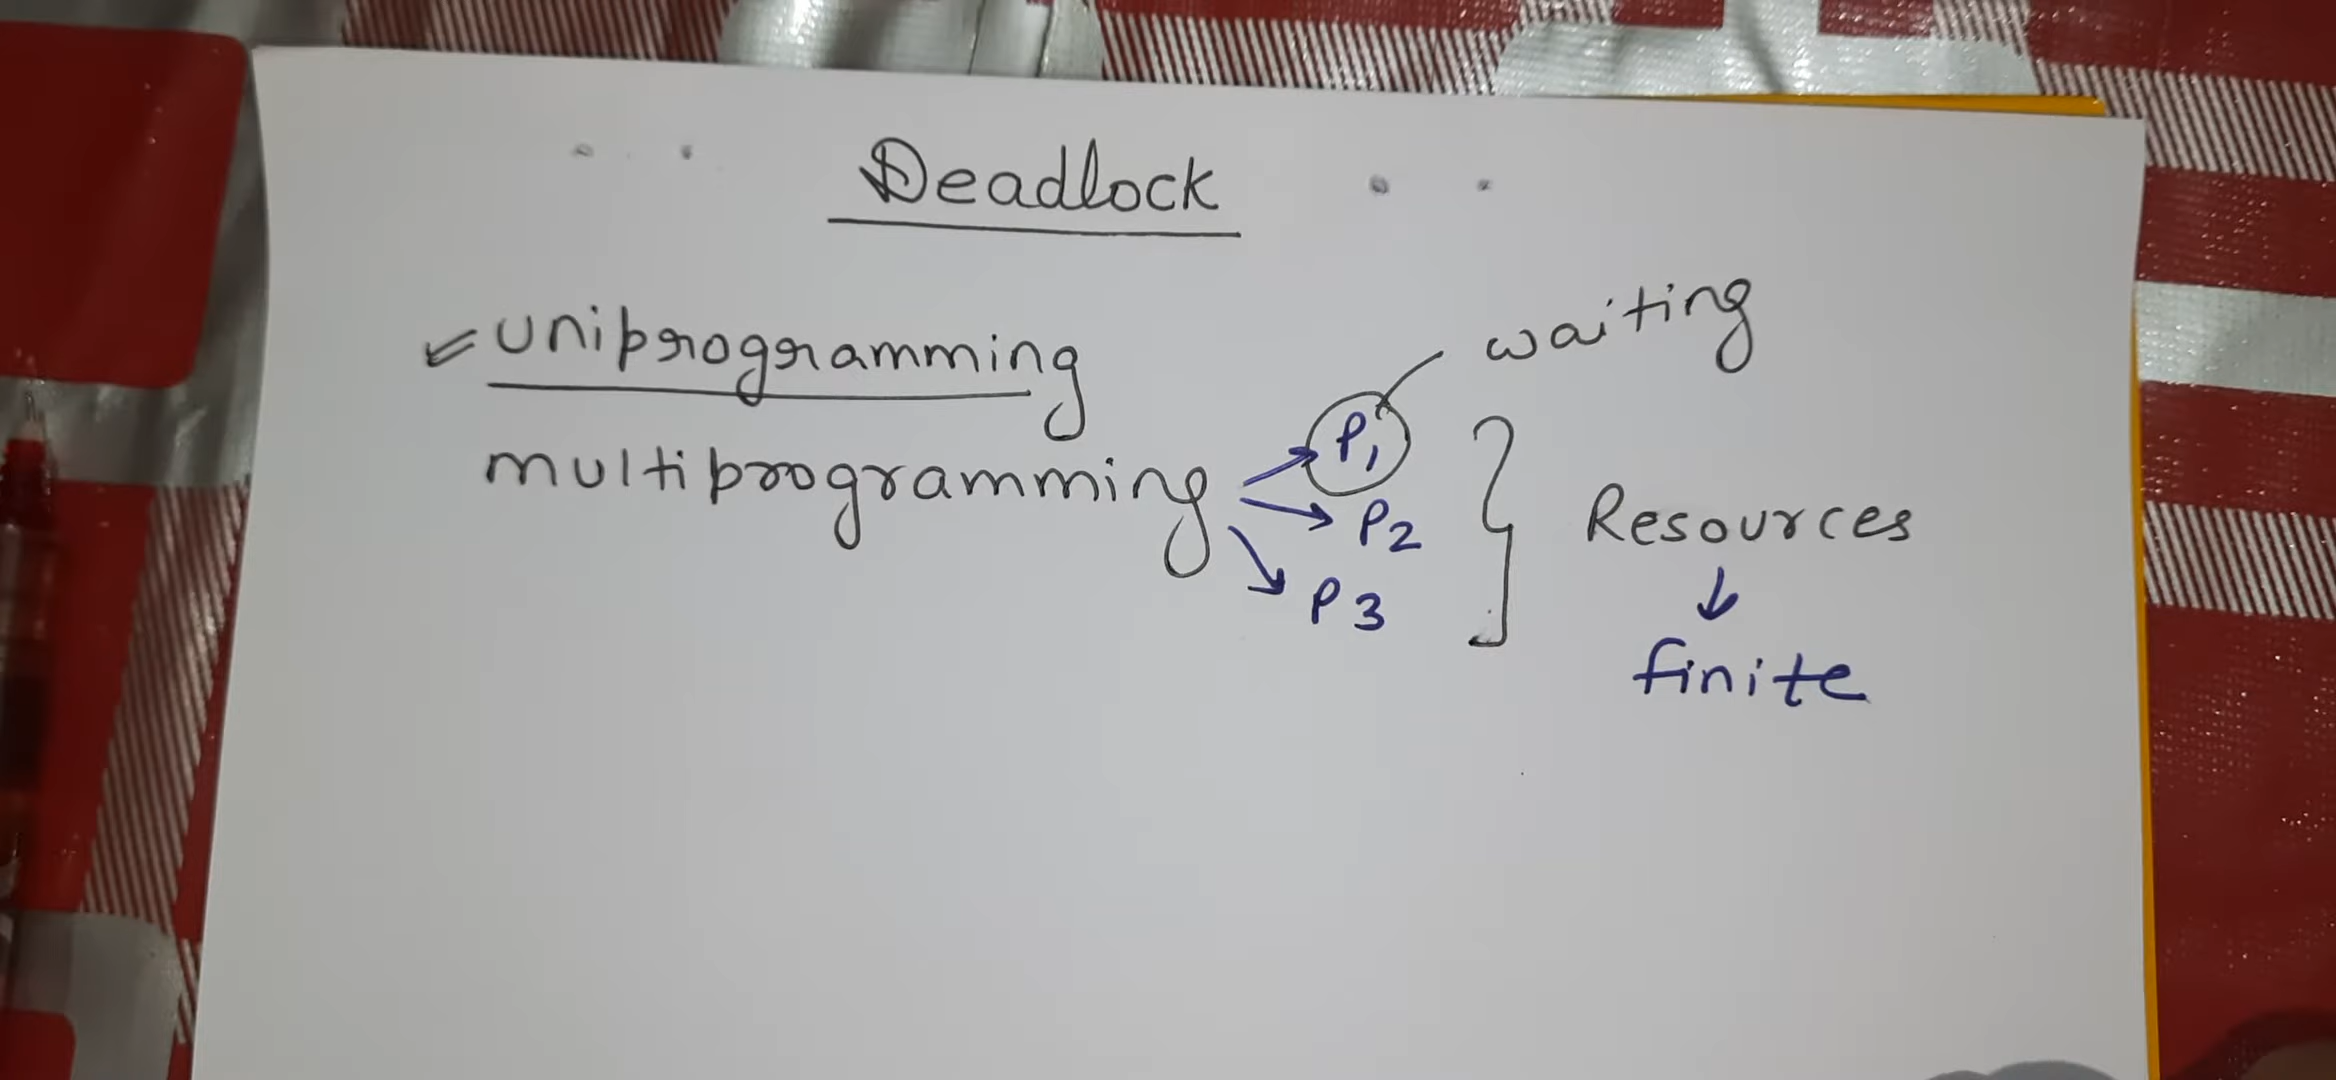 Deadlock
uniprogramming
waiting
multiprogramming
P1
P2
P3
Resources
finite